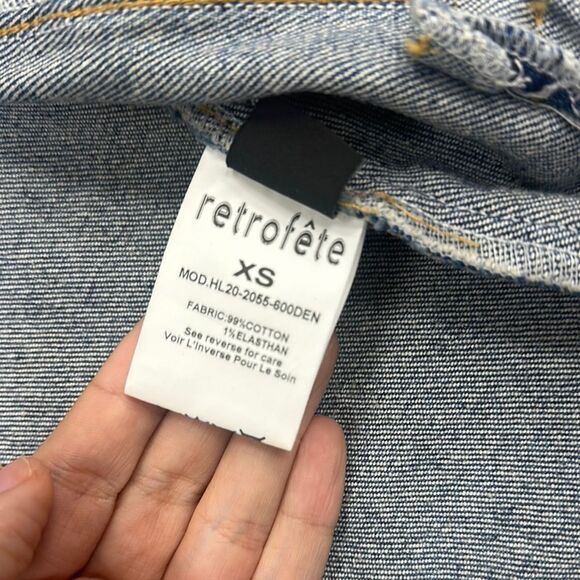 retrofête
XS
MOD.HL20-2055-600DEN
FABRIC:99%COTTON
1%ELASTHAN
See reverse for care
Voir L'Inverse Pour Le Soin